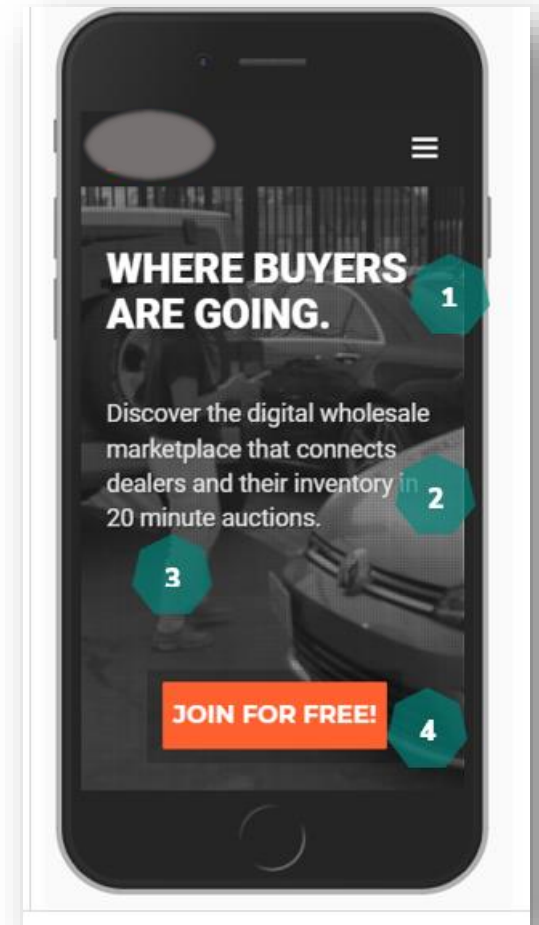 WHERE BUYERS
ARE GOING.
1
Discover the digital wholesale
marketplace that connects
dealers and their inventory in
2
20 minute auctions.
3
JOIN FOR FREE!
4